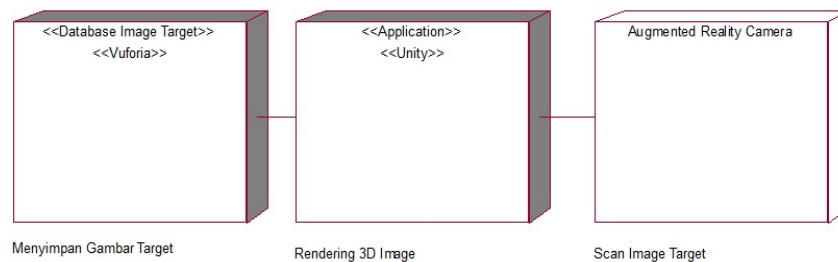 <<Database Image Target>>
<<Vuforia>>
<<Application>>
<<Unity>>
Augmented Reality Camera
Menyimpan Gambar Target
Rendering 3D Image
Scan Image Target